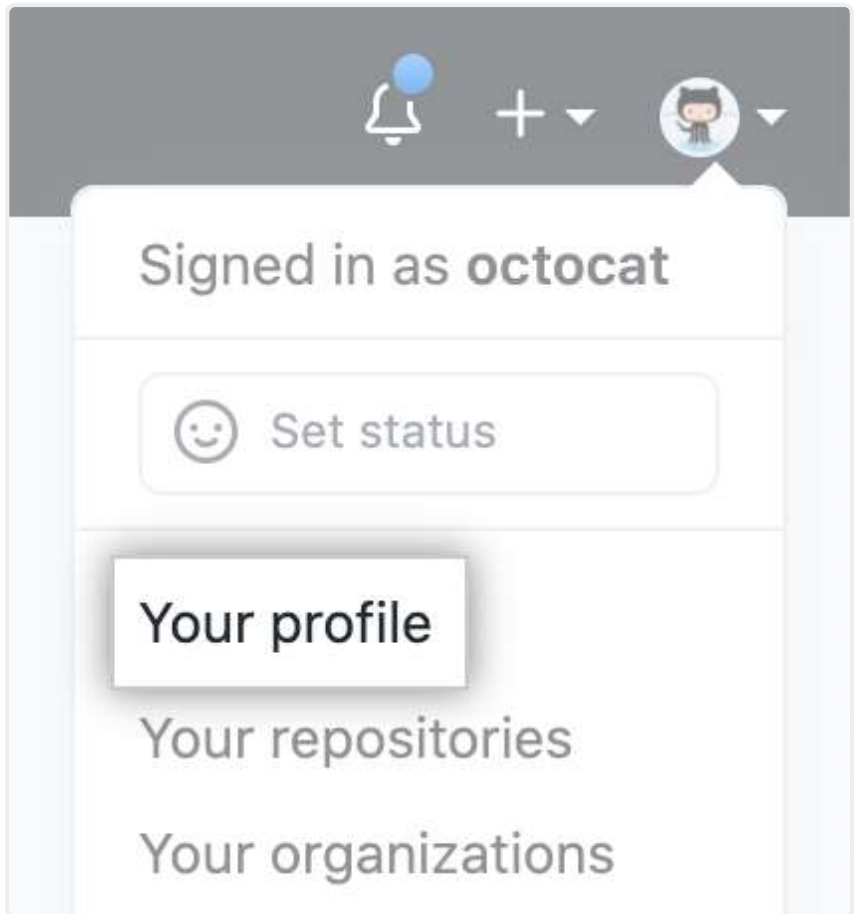 Signed in as octocat
Set status
Your profile
Your repositories
Your organizations